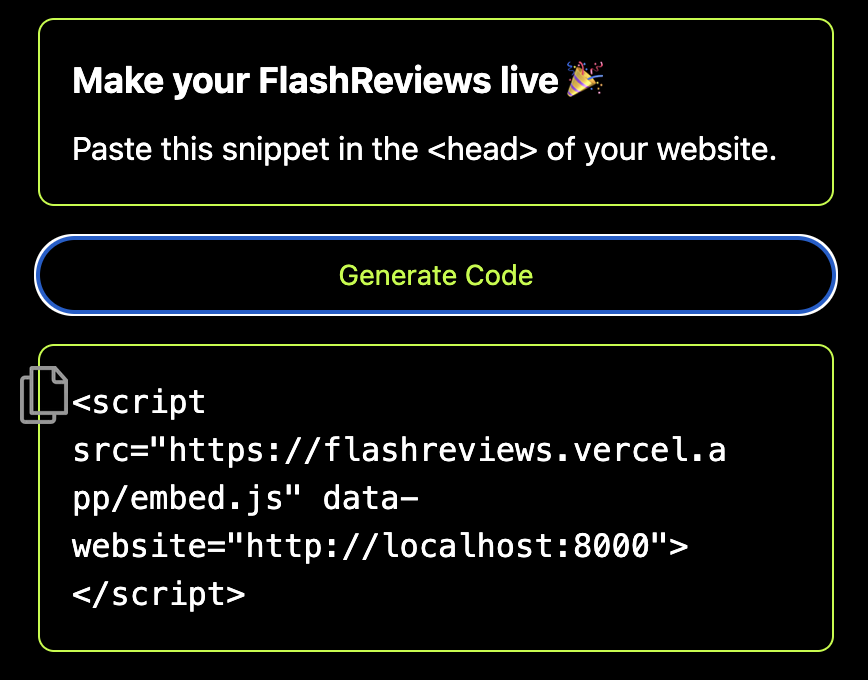 Make your FlashReviews live 🎉
Paste this snippet in the <head> of your website.
Generate Code
<script
src="https://flashreviews.vercel.a
pp/embed.js" data-
website="http://localhost:8000">
</script>